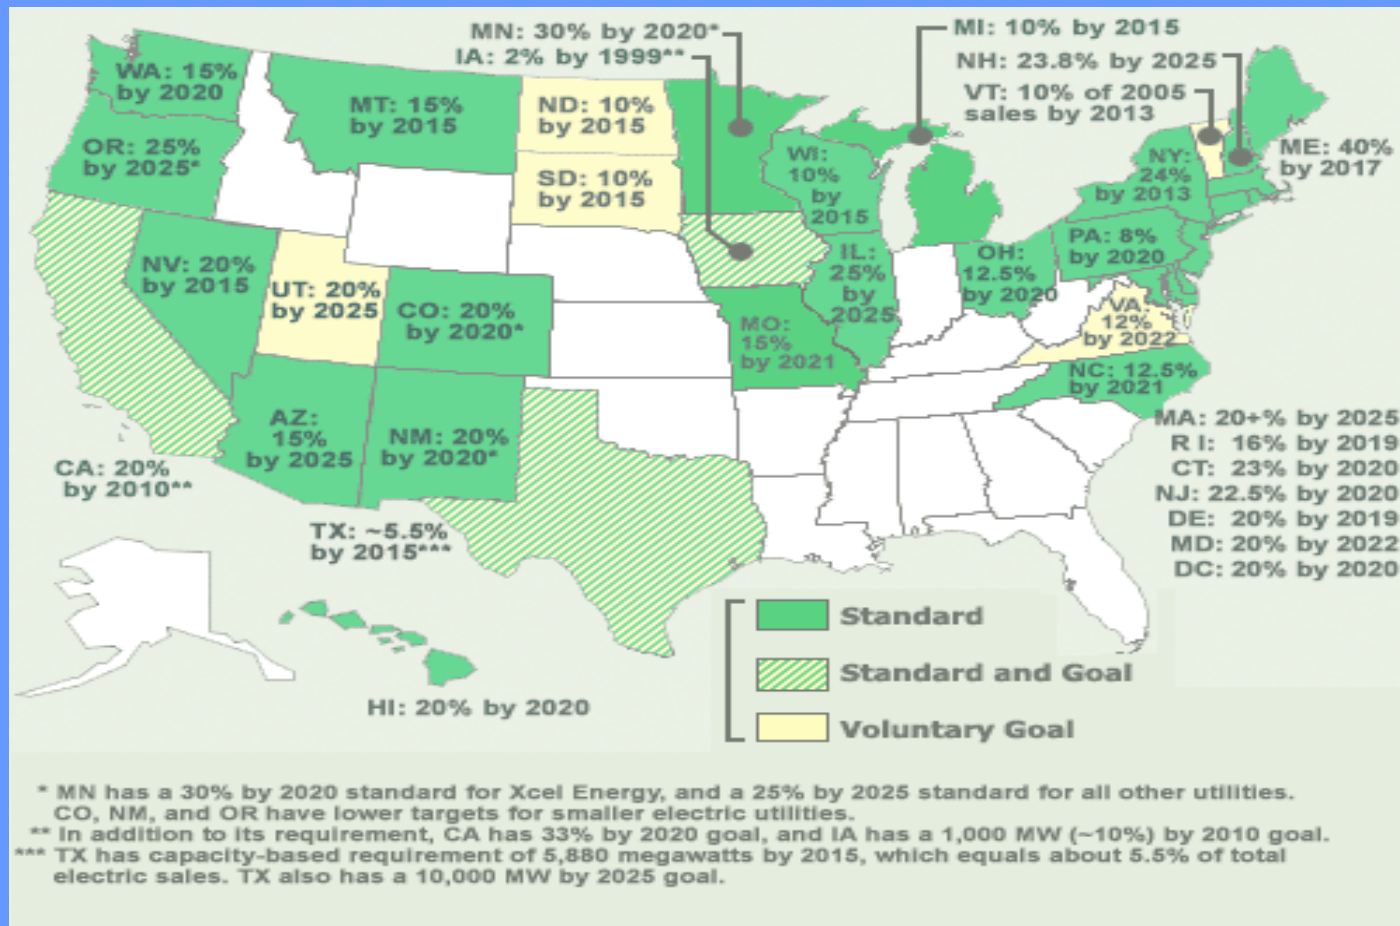 MN: 30% by 2020*
IA: 2% by 1999**
MI: 10% by 2015
NH: 23.8% by 2025
VT: 10% of 2005
sales by 2013
WA: 15%
by 2020
MT: 15%
by 2015
ND: 10%
by 2015
OR: 25%
by 2025*
SD: 10%
by 2015
WI:
10%
by
2015
NY:
24%
by 2013
ME: 40%
by 2017
NV: 20%
by 2015
UT: 20%
by 2025
CO: 20%
by 2020*
IL:
25%
by
2025
OH:
12.5%
by 2020
PA: 8%
by 2020
MO:
15%
by 2021
VA:
12%
by 2022
NC: 12.5%
by 2021
AZ:
15%
by 2025
NM: 20%
by 2020*
CA: 20%
by 2010**
TX: ~5.5%
by 2015***
MA: 20+% by 2025
R I: 16% by 2019
CT: 23% by 2020
NJ: 22.5% by 2020
DE: 20% by 2019
MD: 20% by 2022
DC: 20% by 2020
HI: 20% by 2020
Standard
Standard and Goal
Voluntary Goal
* MN has a 30% by 2020 standard for Xcel Energy, and a 25% by 2025 standard for all other utilities.
CO, NM, and OR have lower targets for smaller electric utilities.
** In addition to its requirement, CA has 33% by 2020 goal, and IA has a 1,000 MW (~10%) by 2010 goal.
*** TX has capacity-based requirement of 5,880 megawatts by 2015, which equals about 5.5% of total
electric sales. TX also has a 10,000 MW by 2025 goal.